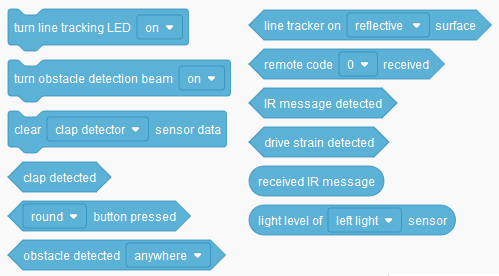 turn line tracking LED on
turn obstacle detection beam on
clear clap detector sensor data
clap detected
round button pressed
obstacle detected anywhere
line tracker on reflective surface
remote code 0 received
IR message detected
drive strain detected
received IR message
light level of left light sensor